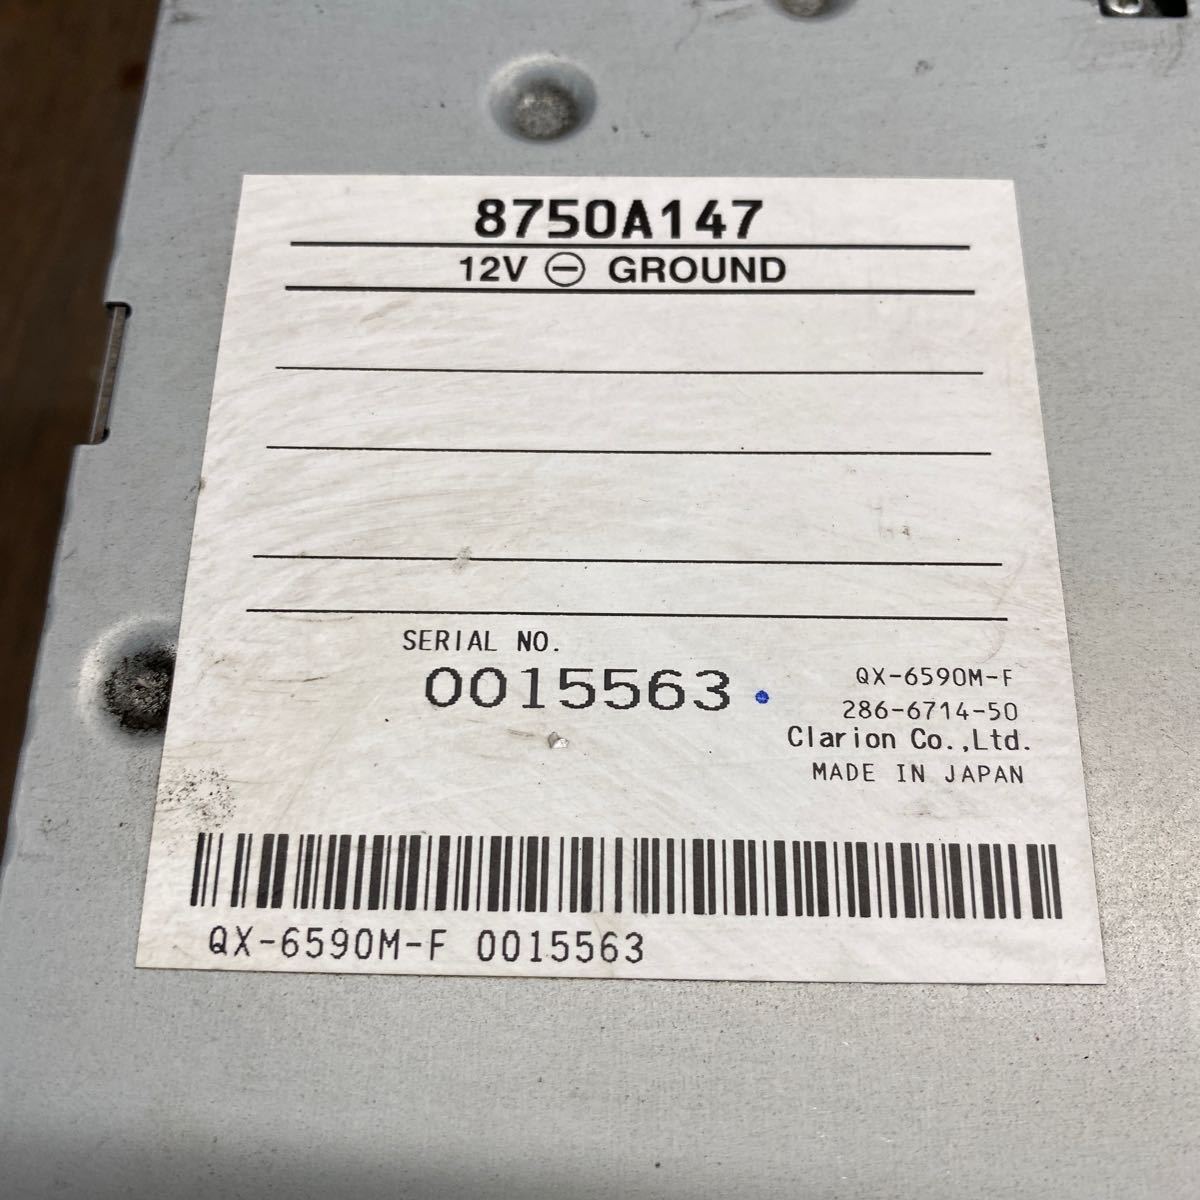 8750A147
12V ⊖ GROUND
SERIAL NO.
0015563
QX-6590M-F
286-6714-50
Clarion Co.,Ltd.
MADE IN JAPAN
QX-6590M-F 0015563